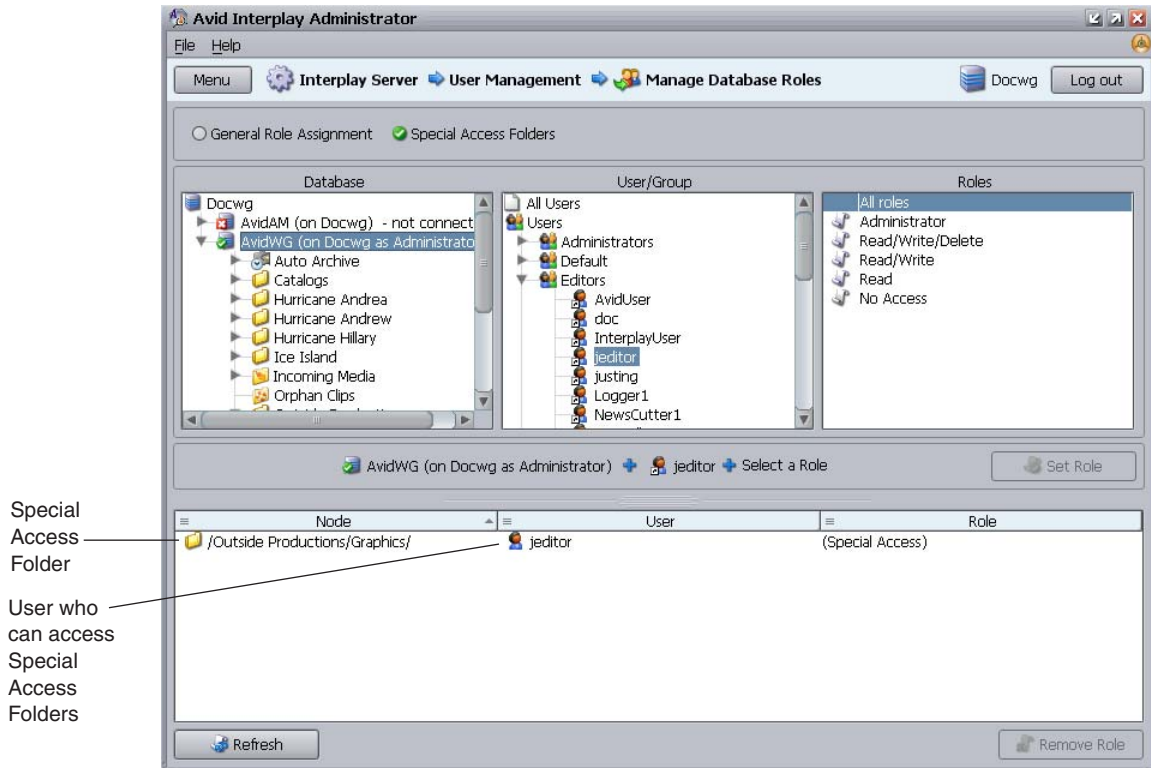 Avid Interplay Administrator
File Help
Menu Interplay Server User Management Manage Database Roles Docwg Log out
General Role Assignment Special Access Folders
Database
Docwg
AvidAM (on Docwg) - not connect
AvidWG (on Docwg as Administrato
Auto Archive
Catalogs
Hurricane Andrea
Hurricane Andrew
Hurricane Hillary
Ice Island
Incoming Media
Orphan Clips
User/Group
All Users
Users
Administrators
Default
Editors
AvidUser
doc
InterplayUser
jeditor
justing
Logger1
NewsCutter1
Roles
All roles
Administrator
Read/Write/Delete
Read/Write
Read
No Access
AvidWG (on Docwg as Administrator) jeditor Select a Role Set Role
Node User Role
/Outside Productions/Graphics/ jeditor (Special Access)
Refresh Remove Role
Special
Access
Folder
User who
can access
Special
Access
Folders